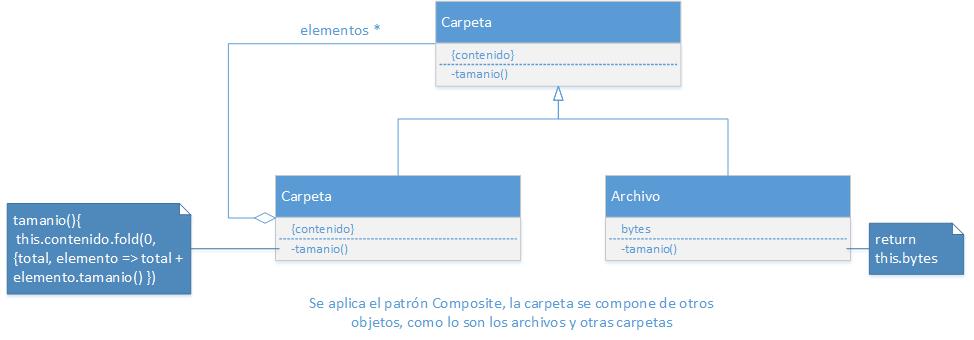 Carpeta
elementos *
{contenido}
-tamanio()
Carpeta
{contenido}
-tamanio()
Archivo
bytes
-tamanio()
tamanio(){
this.contenido.fold(0,
{total, elemento => total +
elemento.tamanio() })
return
this.bytes
Se aplica el patrón Composite, la carpeta se compone de otros
objetos, como lo son los archivos y otras carpetas